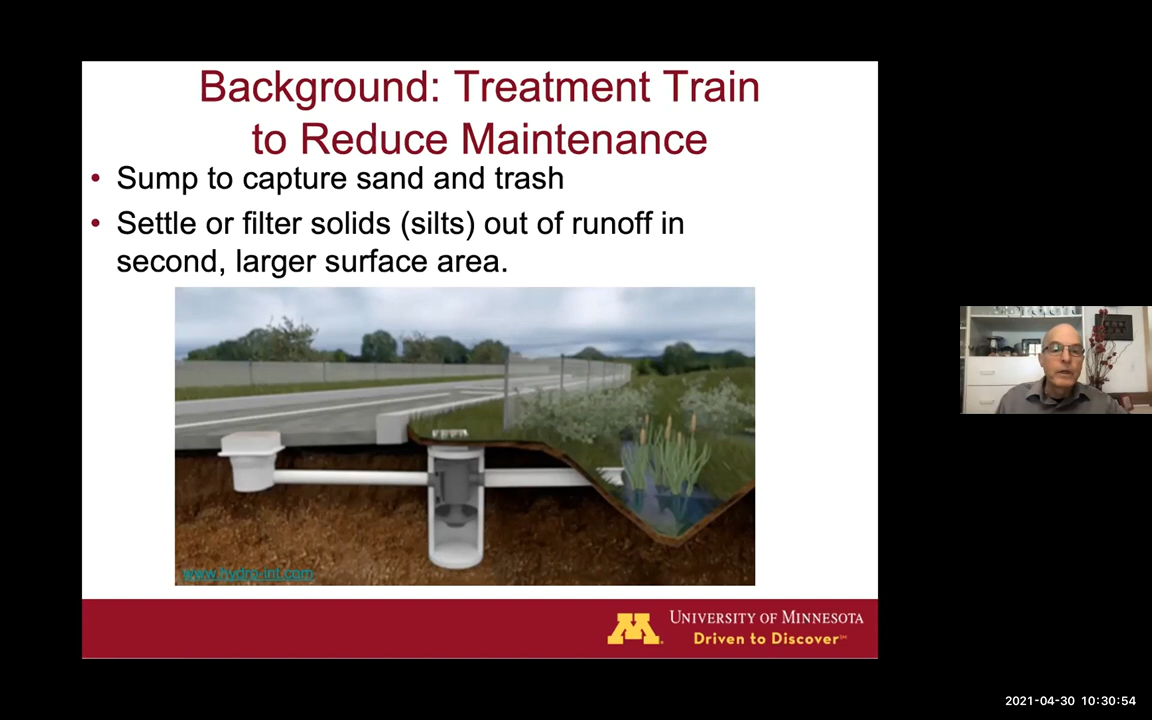 Background: Treatment Train
to Reduce Maintenance
• Sump to capture sand and trash
• Settle or filter solids (silts) out of runoff in
second, larger surface area.
www.hydro-int.com
UNIVERSITY OF MINNESOTA
Driven to Discover℠
2021-04-30 10:30:54